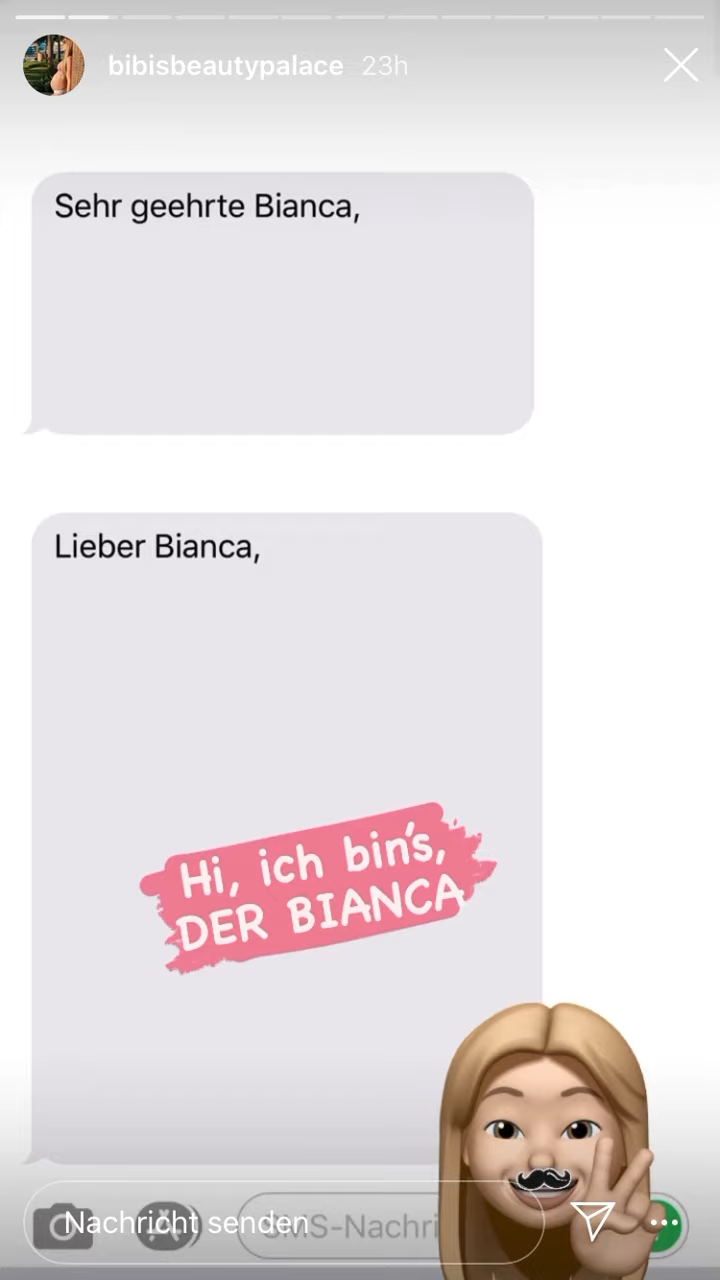 bibisbeautypalace 23h
Sehr geehrte Bianca,
Lieber Bianca,
Hi, ich bin's,
DER BIANCA
Nachricht senden